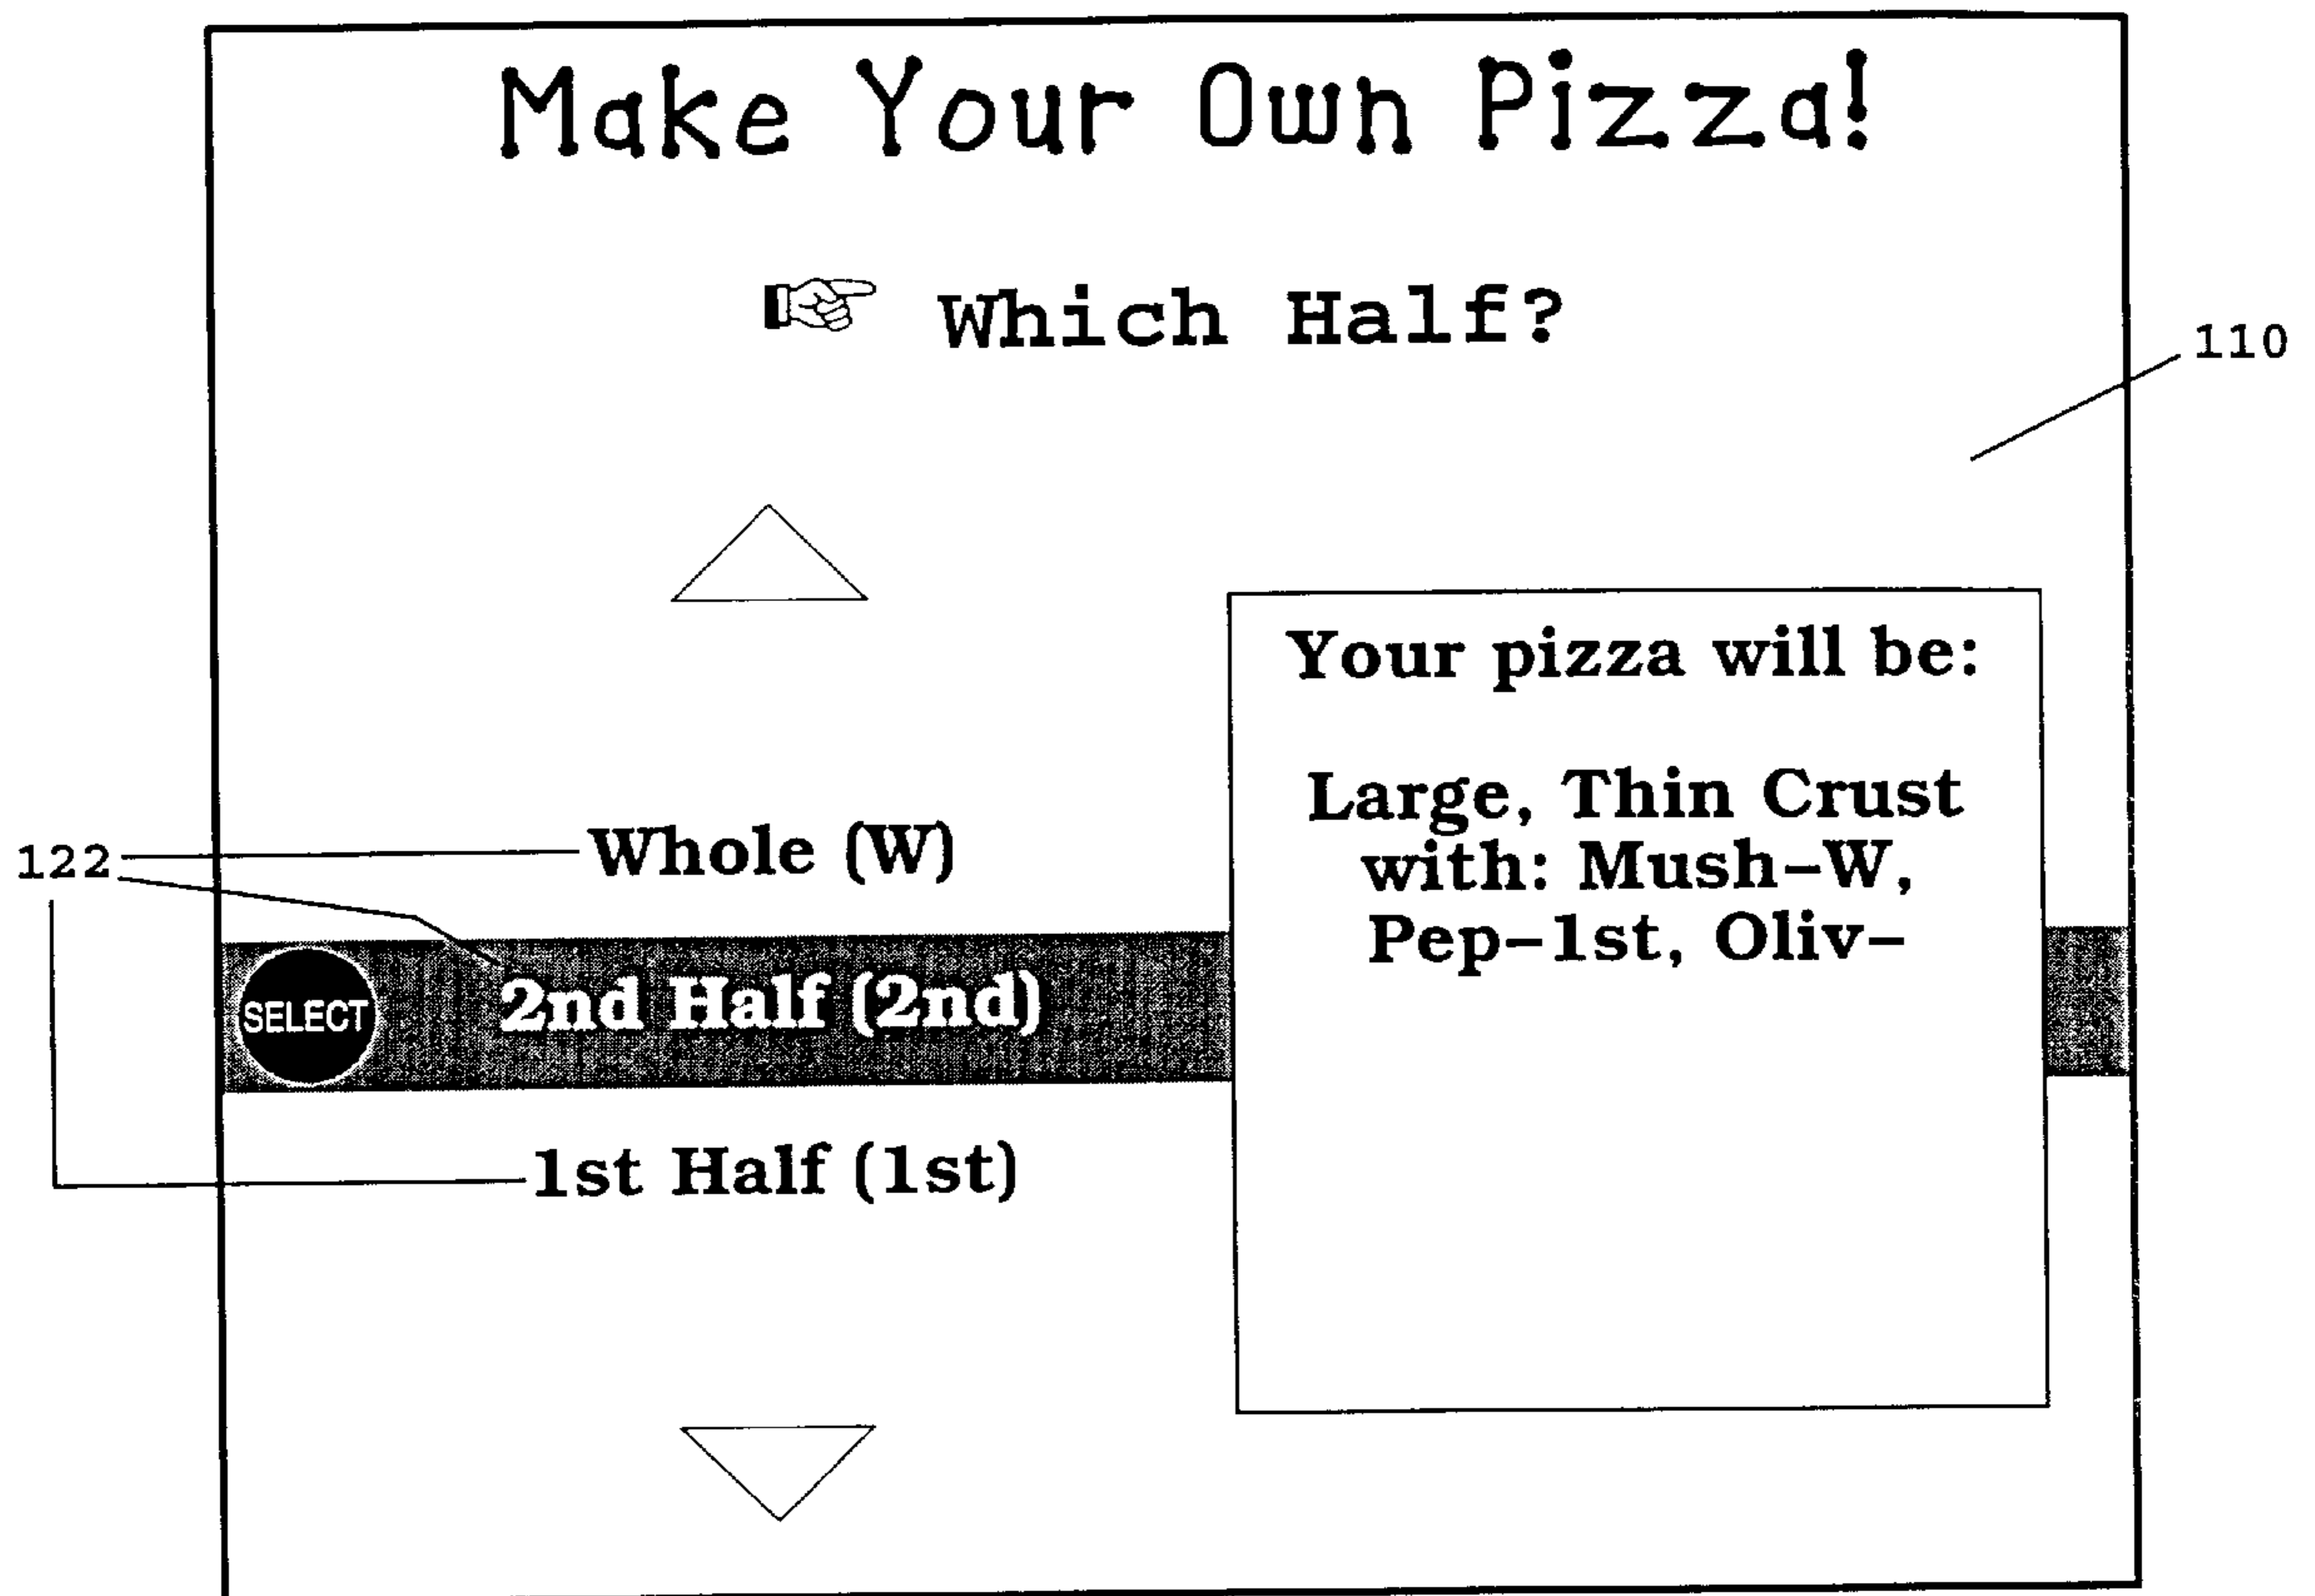 Make Your Own Pizza!
☞ Which Half?
110
Your pizza will be:
Large, Thin Crust
with: Mush–W,
Pep–1st, Oliv–
122
Whole (W)
SELECT
2nd Half (2nd)
1st Half (1st)